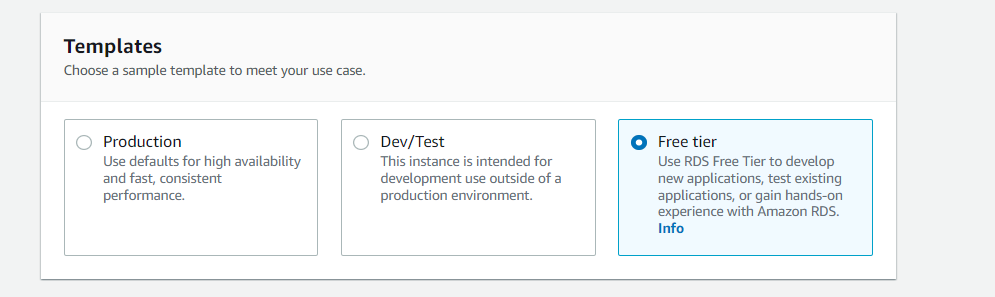 Templates
Choose a sample template to meet your use case.
Production
Use defaults for high availability
and fast, consistent
performance.
Dev/Test
This instance is intended for
development use outside of a
production environment.
Free tier
Use RDS Free Tier to develop
new applications, test existing
applications, or gain hands-on
experience with Amazon RDS.
Info